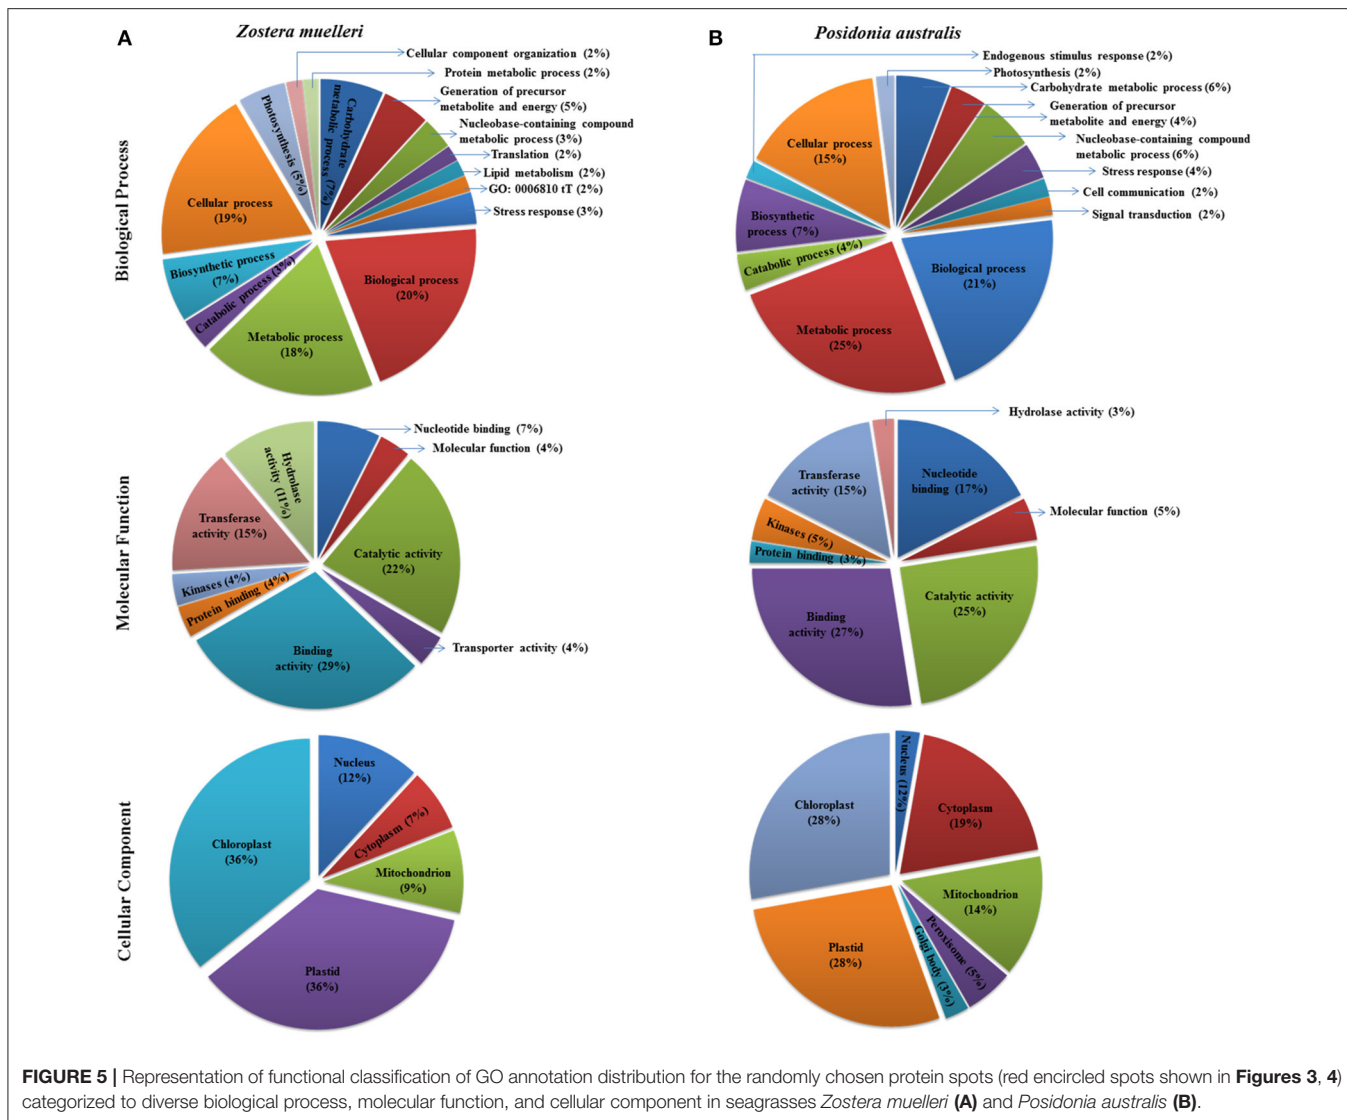 A
Zostera muelleri
B
Posidonia australis
Biological Process
Cellular component organization (2%)
Protein metabolic process (2%)
Generation of precursor
metabolite and energy (5%)
Nucleobase-containing compound
metabolic process (3%)
Translation (2%)
Lipid metabolism (2%)
GO: 0006810 tT (2%)
Stress response (3%)
Carbohydrate
metabolic process (7%)
Photosynthesis (5%)
Cellular process
(19%)
Biosynthetic process
(7%)
Catabolic process (3%)
Metabolic process
(18%)
Biological process
(20%)
Endogenous stimulus response (2%)
Photosynthesis (2%)
Carbohydrate metabolic process (6%)
Generation of precursor
metabolite and energy (4%)
Nucleobase-containing compound
metabolic process (6%)
Stress response (4%)
Cell communication (2%)
Signal transduction (2%)
Cellular process
(15%)
Biosynthetic
process (7%)
Catabolic process (4%)
Biological process
(21%)
Metabolic process
(25%)
Molecular Function
Nucleotide binding (7%)
Molecular function (4%)
Hydrolase
activity (11%)
Transferase
activity (15%)
Catalytic activity
(22%)
Kinases (4%)
Protein binding (4%)
Binding
activity (29%)
Transporter activity (4%)
Hydrolase activity (3%)
Transferase
activity (15%)
Nucleotide
binding (17%)
Molecular function (5%)
Kinases (5%)
Protein binding (3%)
Catalytic activity
(25%)
Binding
activity (27%)
Cellular Component
Nucleus
(12%)
Cytoplasm (7%)
Chloroplast
(36%)
Mitochondrion
(9%)
Plastid
(36%)
Nucleus (12%)
Chloroplast
(28%)
Cytoplasm
(19%)
Mitochondrion
(14%)
Peroxisome (5%)
Golgi body (3%)
Plastid
(28%)
FIGURE 5 | Representation of functional classification of GO annotation distribution for the randomly chosen protein spots (red encircled spots shown in Figures 3, 4)
categorized to diverse biological process, molecular function, and cellular component in seagrasses Zostera muelleri (A) and Posidonia australis (B).